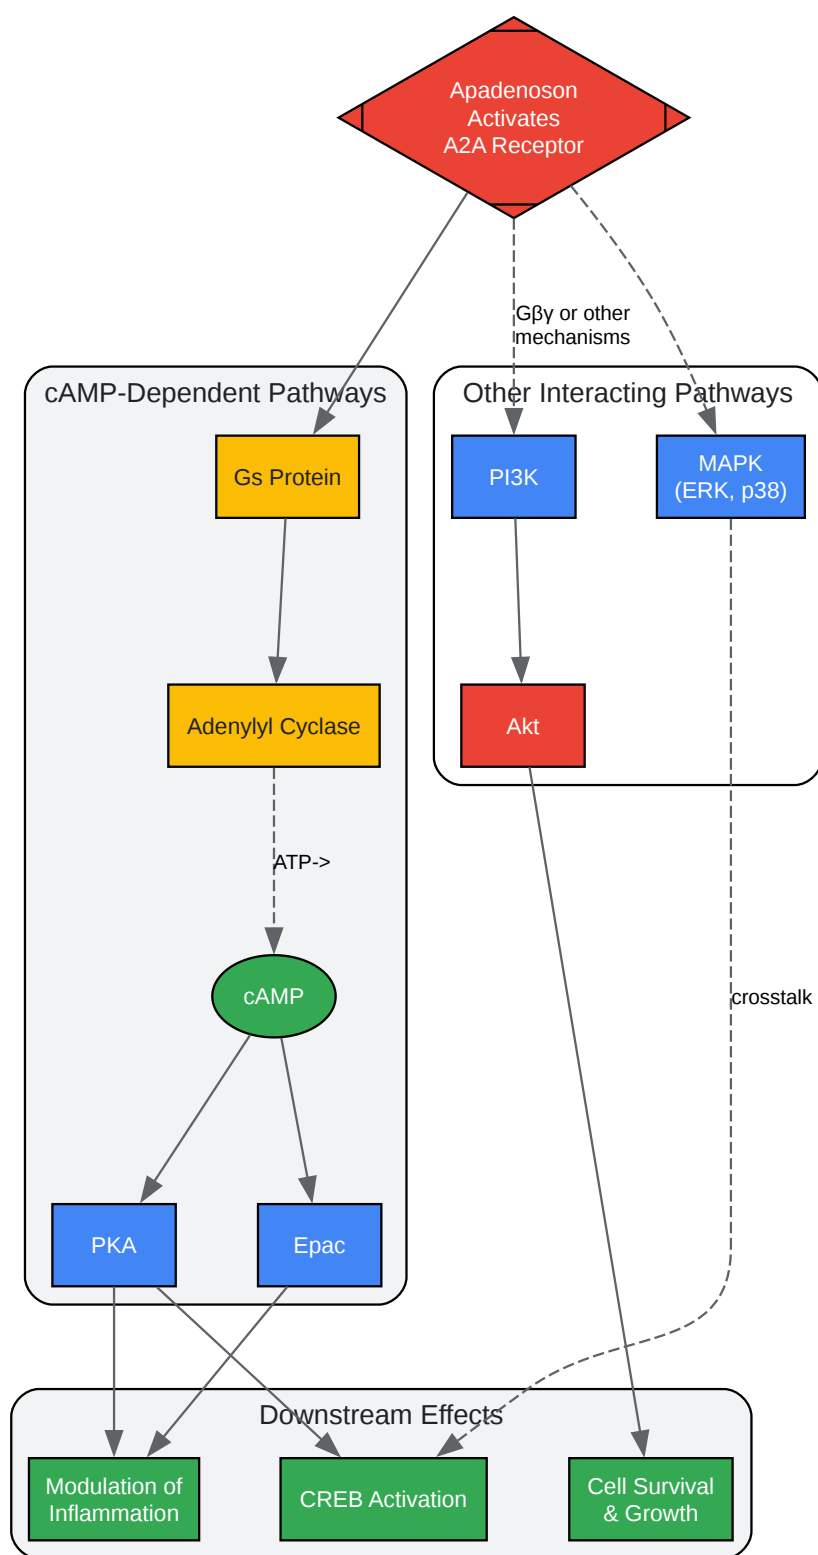 Apadenoson
Activates
A2A Receptor
Gβγ or other
mechanisms
cAMP-Dependent Pathways
Other Interacting Pathways
Gs Protein
PI3K
MAPK
(ERK, p38)
Adenylyl Cyclase
Akt
ATP->
cAMP
crosstalk
PKA
Epac
Downstream Effects
Modulation of
Inflammation
CREB Activation
Cell Survival
& Growth